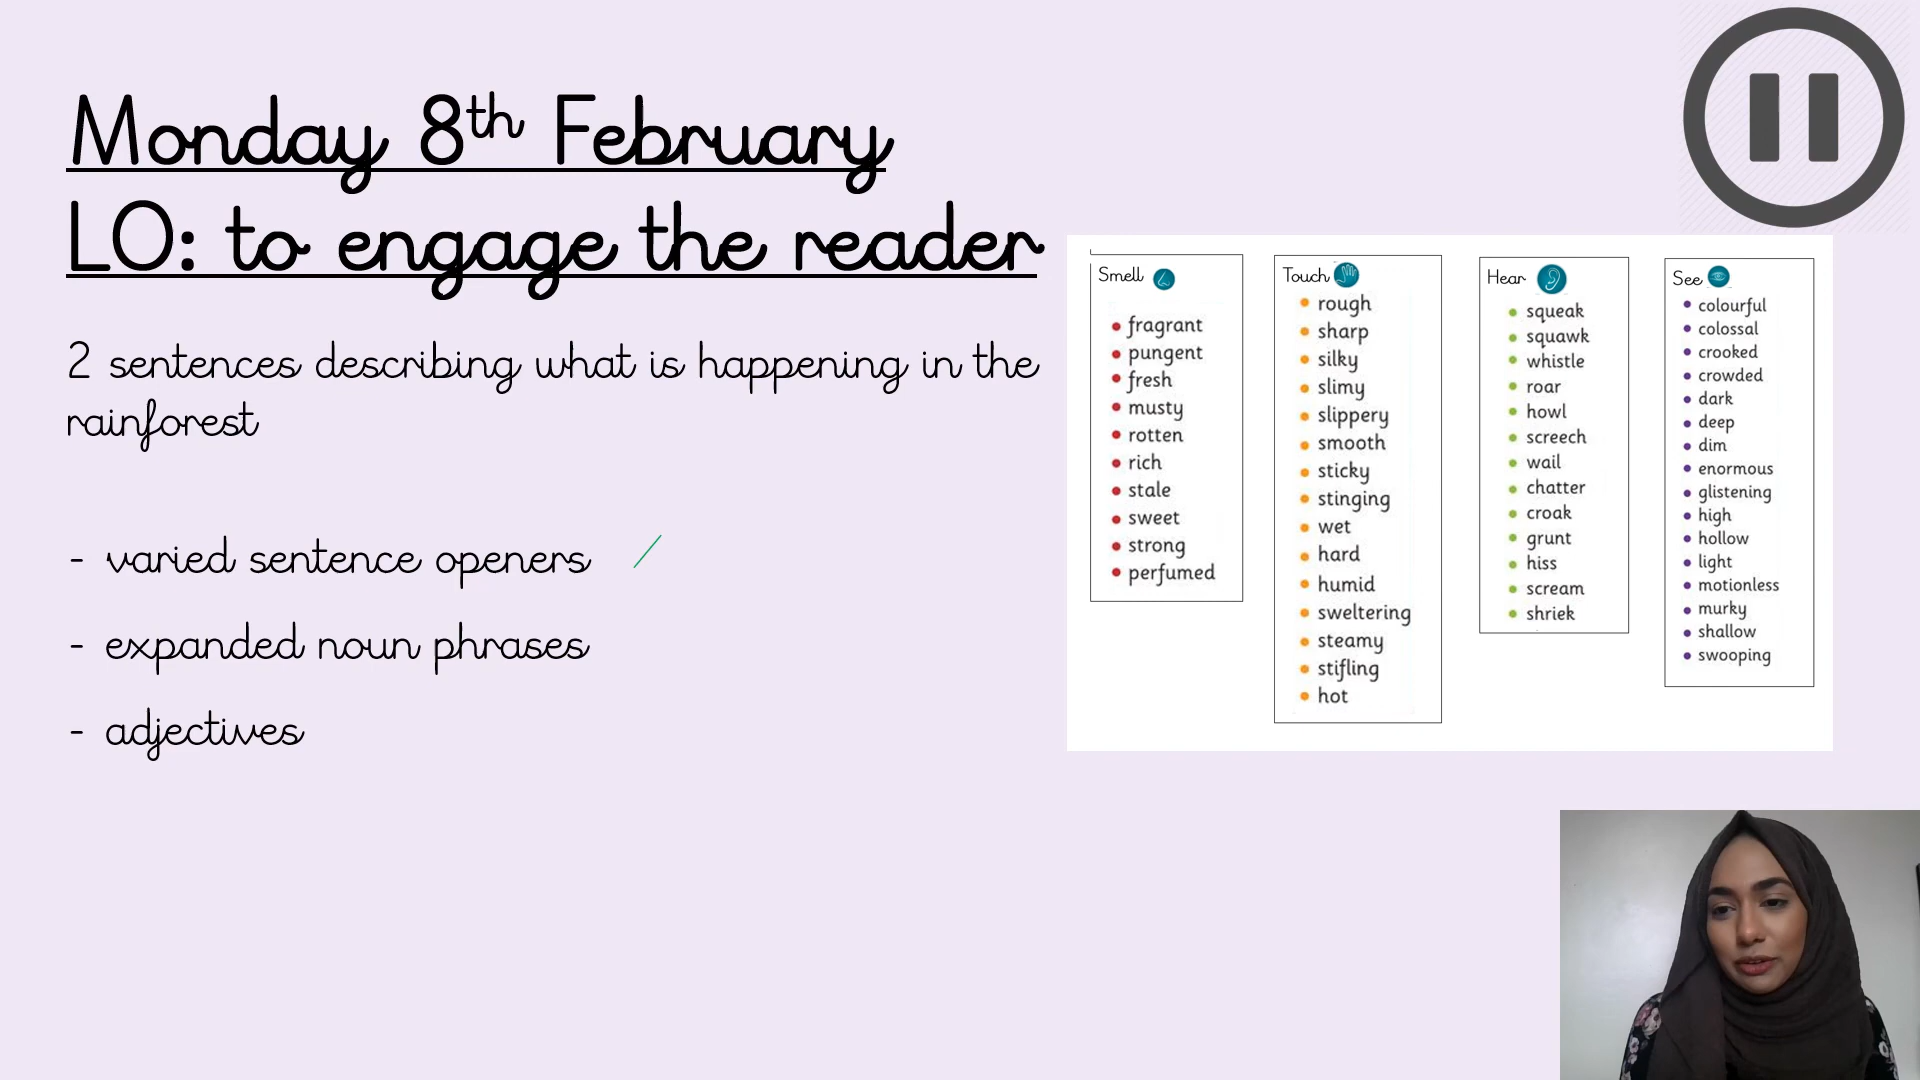 Monday 8th February
LO: to engage the reader
2 sentences describing what is happening in the
rainforest
- varied sentence openers
- expanded noun phrases
- adjectives
Smell
fragrant
pungent
fresh
musty
rotten
rich
stale
sweet
strong
perfumed
Touch
rough
sharp
silky
slimy
slippery
smooth
sticky
stinging
wet
hard
humid
sweltering
steamy
stifling
hot
Hear
squeak
squawk
whistle
roar
howl
screech
wail
chatter
croak
grunt
hiss
scream
shriek
See
colourful
colossal
crooked
crowded
dark
deep
dim
enormous
glistening
high
hollow
light
motionless
murky
shallow
swooping